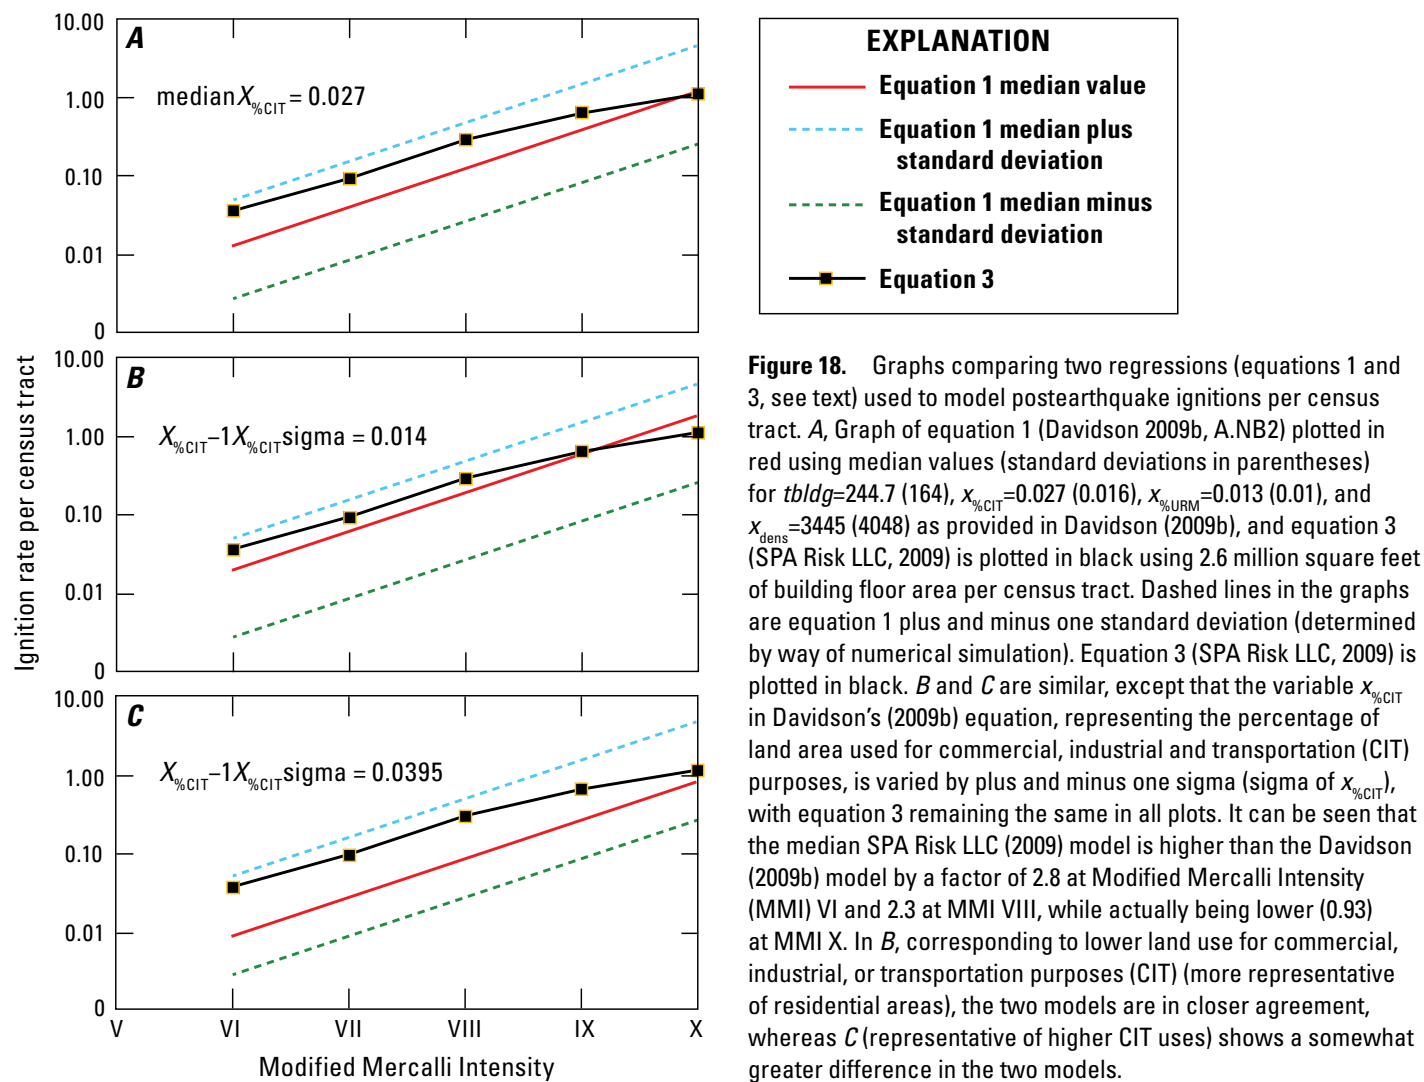 10.00
A
1.00
median X%CIT = 0.027
0.10
0.01
0
10.00
B
1.00
X%CIT–1X%CIT sigma = 0.014
0.10
0.01
0
10.00
C
1.00
X%CIT–1X%CIT sigma = 0.0395
0.10
0.01
0
V VI VII VIII IX X
Modified Mercalli Intensity
Ignition rate per census tract
EXPLANATION
Equation 1 median value
Equation 1 median plus
standard deviation
Equation 1 median minus
standard deviation
Equation 3
Figure 18. Graphs comparing two regressions (equations 1 and
3, see text) used to model postearthquake ignitions per census
tract. A, Graph of equation 1 (Davidson 2009b, A.NB2) plotted in
red using median values (standard deviations in parentheses)
for tbldg=244.7 (164), x%CIT=0.027 (0.016), x%URM=0.013 (0.01), and
xdens=3445 (4048) as provided in Davidson (2009b), and equation 3
(SPA Risk LLC, 2009) is plotted in black using 2.6 million square feet
of building floor area per census tract. Dashed lines in the graphs
are equation 1 plus and minus one standard deviation (determined
by way of numerical simulation). Equation 3 (SPA Risk LLC, 2009) is
plotted in black. B and C are similar, except that the variable x%CIT
in Davidson's (2009b) equation, representing the percentage of
land area used for commercial, industrial and transportation (CIT)
purposes, is varied by plus and minus one sigma (sigma of x%CIT),
with equation 3 remaining the same in all plots. It can be seen that
the median SPA Risk LLC (2009) model is higher than the Davidson
(2009b) model by a factor of 2.8 at Modified Mercalli Intensity
(MMI) VI and 2.3 at MMI VIII, while actually being lower (0.93)
at MMI X. In B, corresponding to lower land use for commercial,
industrial, or transportation purposes (CIT) (more representative
of residential areas), the two models are in closer agreement,
whereas C (representative of higher CIT uses) shows a somewhat
greater difference in the two models.